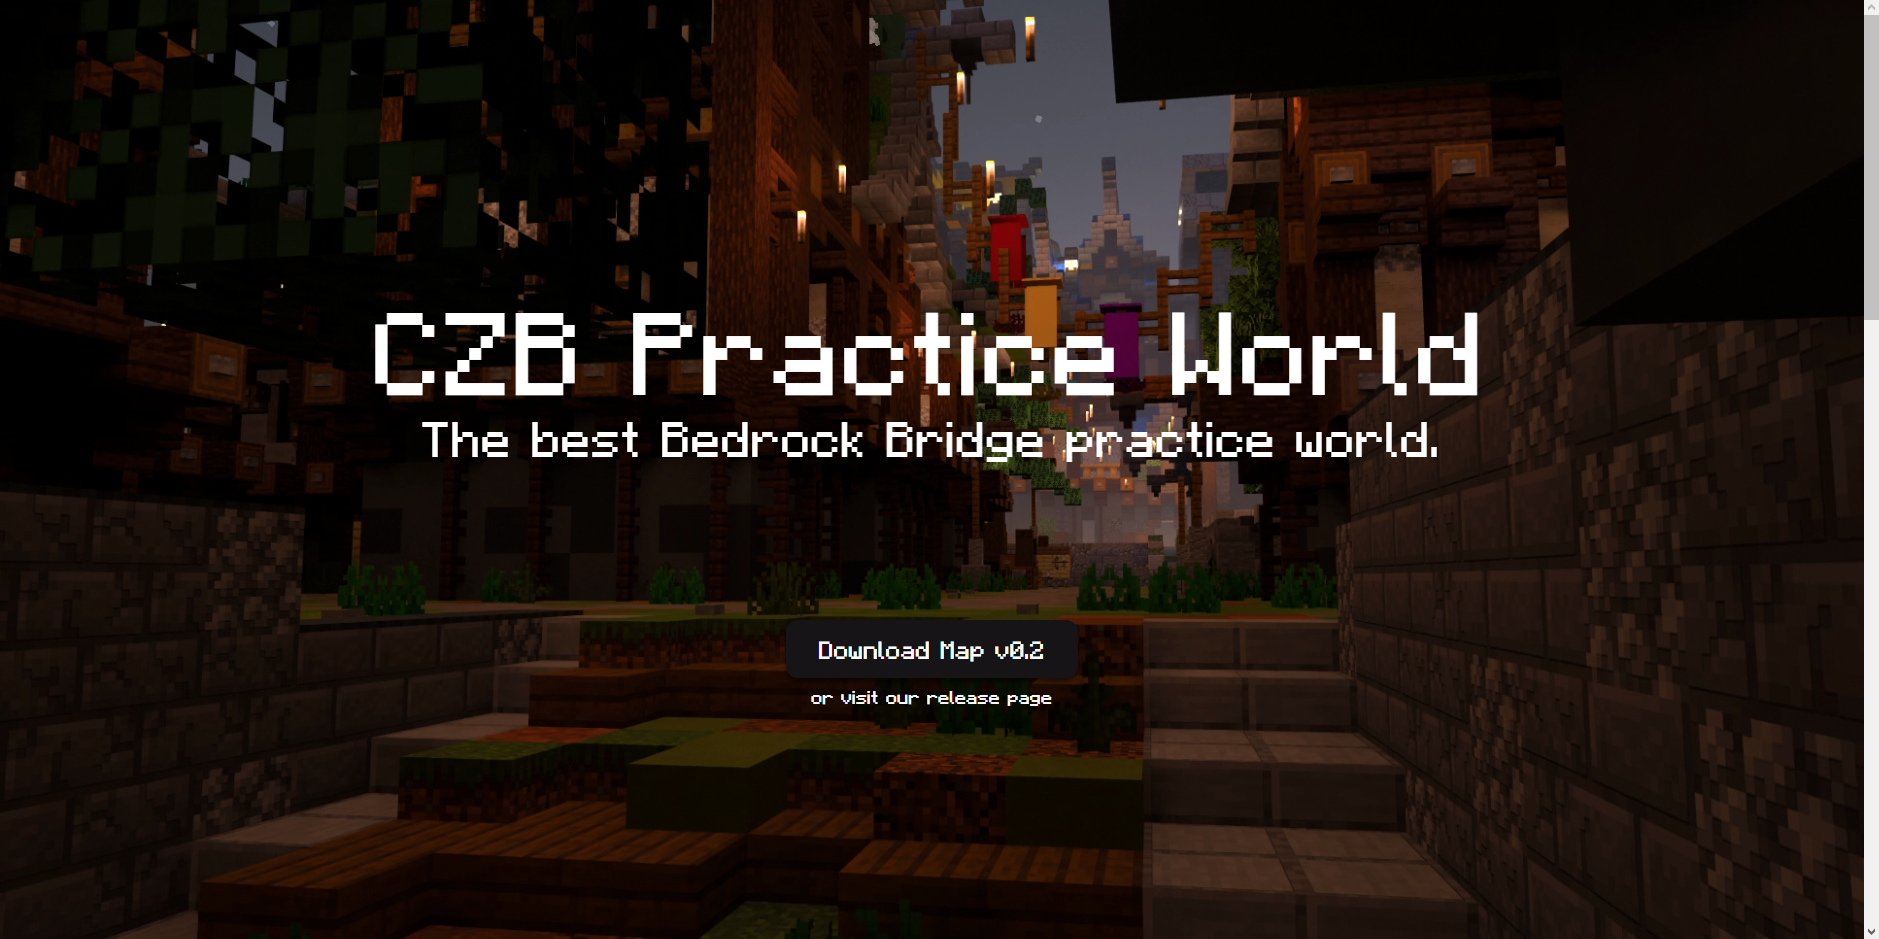 CZB Practice World
The best Bedrock Bridge practice world.
Download Map v0.2
or visit our release page